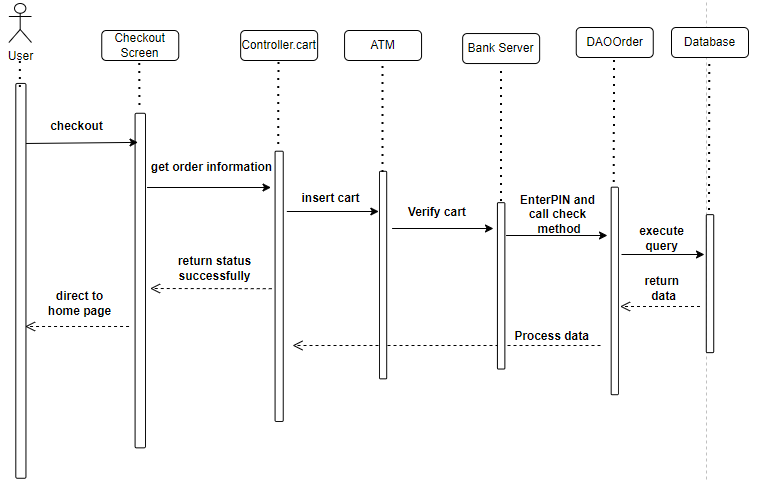 User
Checkout
Screen
Controller.cart
ATM
Bank Server
DAOOrder
Database
checkout
get order information
insert cart
Verify cart
EnterPIN and
call check
method
execute
query
return status
successfully
return
data
direct to
home page
Process data